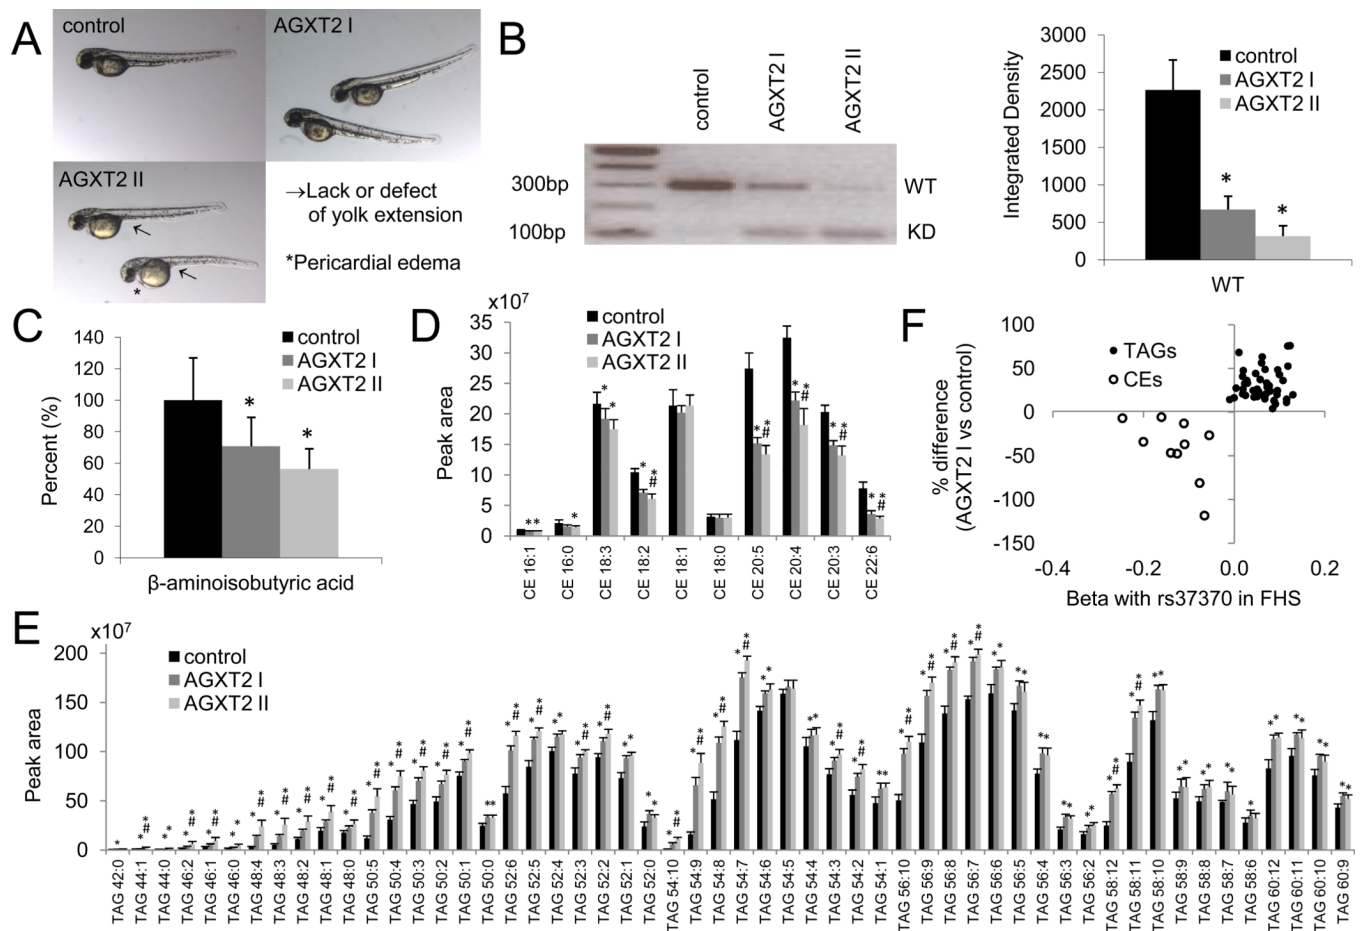 A
control
AGXT2 I
AGXT2 II
→Lack or defect
of yolk extension
*Pericardial edema
*
B
control
AGXT2 I
AGXT2 II
300bp
100bp
WT
KD
Integrated Density
3000
2500
2000
1500
1000
500
0
control
AGXT2 I
AGXT2 II
*
*
WT
C
Percent (%)
140
120
100
80
60
40
20
0
control
AGXT2 I
AGXT2 II
*
*
β-aminoisobutyric acid
D
x10⁷
Peak area
35
30
25
20
15
10
5
0
control
AGXT2 I
AGXT2 II
CE 16:1
CE 16:0
CE 18:3
CE 18:2
CE 18:1
CE 18:0
CE 20:5
CE 20:4
CE 20:3
CE 22:6
F
% difference
(AGXT2 I vs control)
100
50
0
-50
-100
-150
TAGs
CEs
-0.4
-0.2
0.0
0.2
Beta with rs37370 in FHS
E
x10⁷
Peak area
200
150
100
50
0
control
AGXT2 I
AGXT2 II
TAG 42:0
TAG 44:1
TAG 44:0
TAG 46:2
TAG 46:1
TAG 46:0
TAG 48:4
TAG 48:3
TAG 48:2
TAG 48:1
TAG 48:0
TAG 50:5
TAG 50:4
TAG 50:3
TAG 50:2
TAG 50:1
TAG 50:0
TAG 52:6
TAG 52:5
TAG 52:4
TAG 52:3
TAG 52:2
TAG 52:1
TAG 52:0
TAG 54:10
TAG 54:9
TAG 54:8
TAG 54:7
TAG 54:6
TAG 54:5
TAG 54:4
TAG 54:3
TAG 54:2
TAG 54:1
TAG 56:10
TAG 56:9
TAG 56:8
TAG 56:7
TAG 56:6
TAG 56:5
TAG 56:4
TAG 56:3
TAG 56:2
TAG 58:12
TAG 58:11
TAG 58:10
TAG 58:9
TAG 58:8
TAG 58:7
TAG 58:6
TAG 60:12
TAG 60:11
TAG 60:10
TAG 60:9